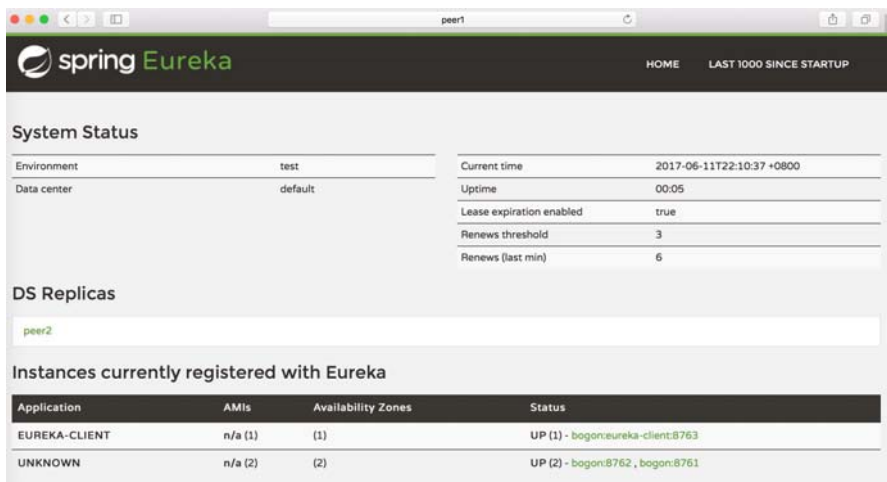 peer1
spring Eureka
HOME LAST 1000 SINCE STARTUP
System Status
Environment test
Data center default
Current time 2017-06-11T22:10:37 +0800
Uptime 00:05
Lease expiration enabled true
Renews threshold 3
Renews (last min) 6
DS Replicas
peer2
Instances currently registered with Eureka
Application AMIs Availability Zones Status
EUREKA-CLIENT n/a (1) (1) UP (1) - bogon:eureka-client:8763
UNKNOWN n/a (2) (2) UP (2) - bogon:8762 , bogon:8761